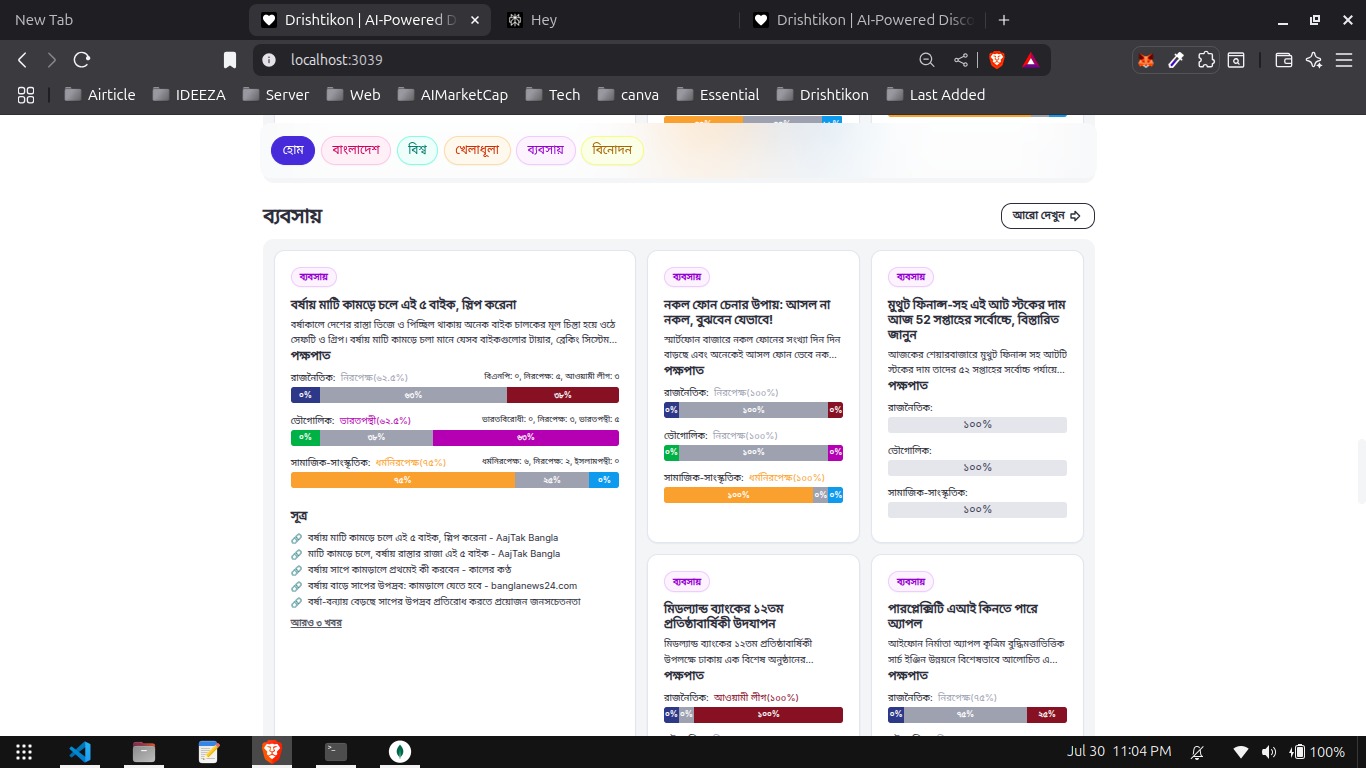 New Tab
Drishtikon | AI-Powered D
Hey
Drishtikon | AI-Powered Disco
localhost:3039
Airticle
IDEEZA
Server
Web
AIMarketCap
Tech
canva
Essential
Drishtikon
Last Added
হোম
বাংলাদেশ
বিশ্ব
খেলাধূলা
ব্যবসায়
বিনোদন
ব্যবসায়
আরো দেখুন
ব্যবসায়
বর্ষায় মাটি কামড়ে চলে এই ৫ বাইক, স্লিপ করেনা
বর্ষাকালে দেশের রাস্তা ভিজে ও পিচ্ছিল থাকায় অনেক বাইক চালকের মূল চিন্তা হয়ে ওঠে
সেফটি ও গ্রিপ। বর্ষায় মাটি কামড়ে চলা মানে যেসব বাইকগুলোর টায়ার, ব্রেকিং সিস্টেম...
পক্ষপাত
রাজনৈতিক: নিরপেক্ষ(৬২.৫%)
বিএনপি: ০, নিরপেক্ষ: ৫, আওয়ামী লীগ: ৩
০% ৬৩% ৩৮%
ভৌগোলিক: ভারতপন্থী(৬২.৫%)
ভারতবিরোধী: ০, নিরপেক্ষ: ৩, ভারতপন্থী: ৫
০% ৩৮% ৬৩%
সামাজিক-সাংস্কৃতিক: ধর্মনিরপেক্ষ(৭৫%)
ধর্মনিরপেক্ষ: ৬, নিরপেক্ষ: ২, ইসলামপন্থী: ০
৭৫% ২৫% ০%
সূত্র
বর্ষায় মাটি কামড়ে চলে এই ৫ বাইক, স্লিপ করেনা - AajTak Bangla
মাটি কামড়ে চলে, বর্ষায় রাস্তার রাজা এই ৫ বাইক - AajTak Bangla
বর্ষায় সাপে কামড়ালে প্রথমেই কী করবেন - কালের কণ্ঠ
বর্ষায় বাড়ে সাপের উপদ্রব: কামড়ালে যেতে হবে - banglanews24.com
বর্ষা-বন্যায় বেড়ছে সাপের উপদ্রব প্রতিরোধ করতে প্রয়োজন জনসচেতনতা
আরও ৩ খবর
ব্যবসায়
নকল ফোন চেনার উপায়: আসল না
নকল, বুঝবেন যেভাবে!
স্মার্টফোন বাজারে নকল ফোনের সংখ্যা দিন দিন
বাড়ছে এবং অনেকেই আসল ফোন ভেবে নক...
পক্ষপাত
রাজনৈতিক: নিরপেক্ষ(১০০%)
০% ১০০% ০%
ভৌগোলিক: নিরপেক্ষ(১০০%)
০% ১০০% ০%
সামাজিক-সাংস্কৃতিক: ধর্মনিরপেক্ষ(১০০%)
১০০% ০% ০%
ব্যবসায়
মুথুট ফিনান্স-সহ এই আট স্টকের দাম
আজ 52 সপ্তাহের সর্বোচ্চে, বিস্তারিত
জানুন
আজকের শেয়ারবাজারে মুথুট ফিনান্স সহ আটটি
স্টকের দাম তাদের ৫২ সপ্তাহের সর্বোচ্চ পর্যায়ে...
পক্ষপাত
রাজনৈতিক:
১০০%
ভৌগোলিক:
১০০%
সামাজিক-সাংস্কৃতিক:
১০০%
ব্যবসায়
মিডল্যান্ড ব্যাংকের ১২তম
প্রতিষ্ঠাবার্ষিকী উদযাপন
মিডল্যান্ড ব্যাংকের ১২তম প্রতিষ্ঠাবার্ষিকী
উপলক্ষে ঢাকায় এক বিশেষ অনুষ্ঠানের...
পক্ষপাত
রাজনৈতিক: আওয়ামী লীগ(১০০%)
০% ০% ১০০%
ব্যবসায়
পারপ্লেক্সিটি এআই কিনতে পারে
অ্যাপল
আইফোন নির্মাতা অ্যাপল কৃত্রিম বুদ্ধিমত্তাভিত্তিক
সার্চ ইঞ্জিন উন্নয়নে বিশেষভাবে আলোচিত এ...
পক্ষপাত
রাজনৈতিক: নিরপেক্ষ(৭৫%)
০% ৭৫% ২৫%
Jul 30 11:04 PM
100%